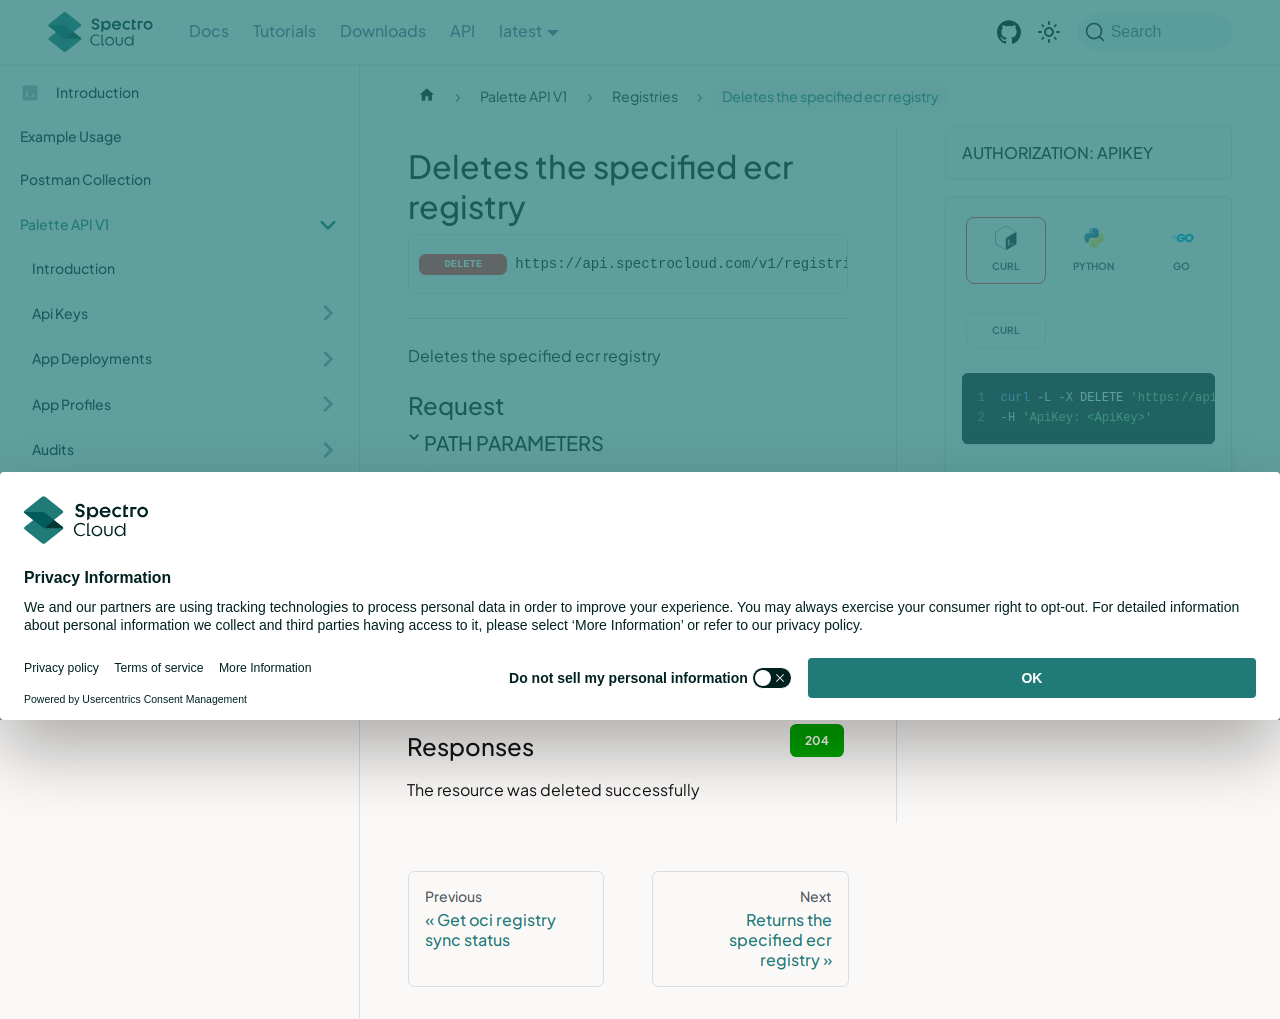 Spectro Cloud
Docs
Tutorials
Downloads
API
latest
Search
Introduction
Example Usage
Postman Collection
Palette API V1
Introduction
Api Keys
App Deployments
App Profiles
Audits
Palette API V1
Registries
Deletes the specified ecr registry
Deletes the specified ecr
registry
DELETE https://api.spectrocloud.com/v1/registri
Deletes the specified ecr registry
Request
PATH PARAMETERS
AUTHORIZATION: APIKEY
CURL
PYTHON
GO
CURL
1 curl -L -X DELETE 'https://api
2 -H 'ApiKey: <ApiKey>'
Spectro
Cloud
Privacy Information
We and our partners are using tracking technologies to process personal data in order to improve your experience. You may always exercise your consumer right to opt-out. For detailed information
about personal information we collect and third parties having access to it, please select ‘More Information’ or refer to our privacy policy.
Privacy policy
Terms of service
More Information
Powered by Usercentrics Consent Management
Do not sell my personal information
OK
Responses
204
The resource was deleted successfully
Previous
« Get oci registry
sync status
Next
Returns the
specified ecr
registry »